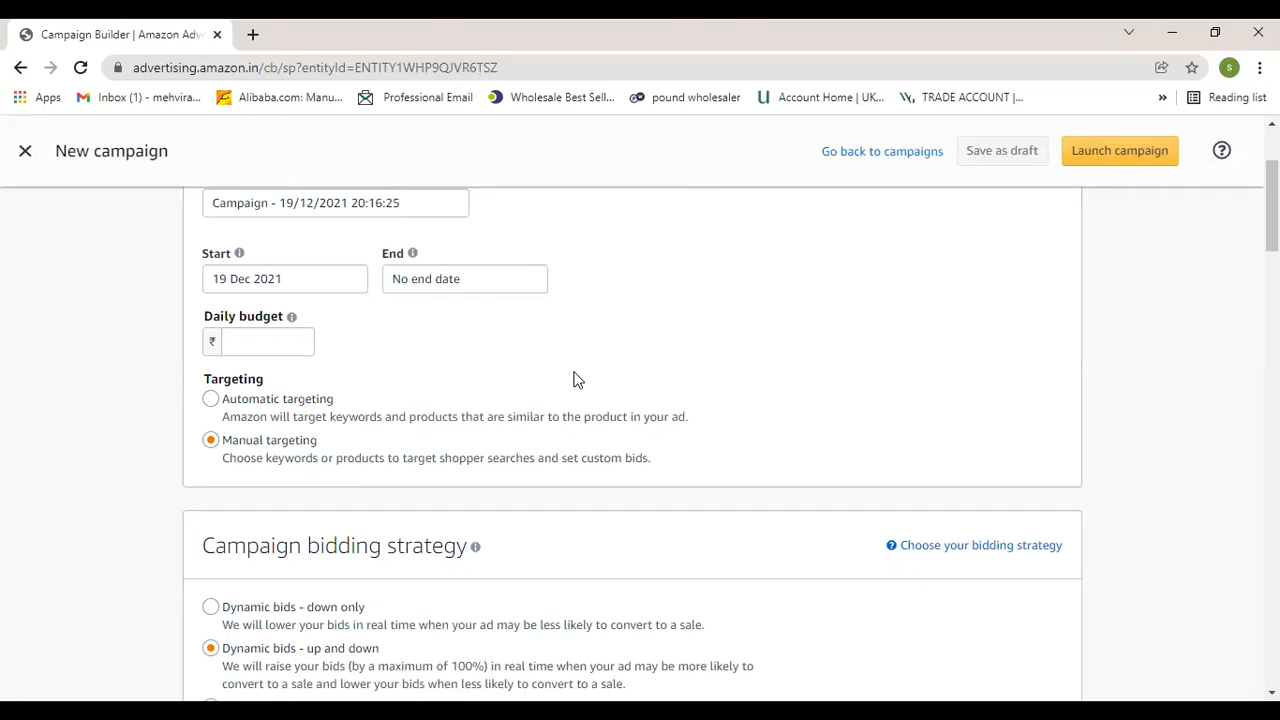 Campaign Builder | Amazon Adve
advertising.amazon.in/cb/sp?entityId=ENTITY1WHP9QJVR6TSZ
S
Apps
Inbox (1) - mehvira...
Alibaba.com: Manu...
Professional Email
Wholesale Best Sell...
pound wholesaler
Account Home | UK...
TRADE ACCOUNT |...
»
Reading list
New campaign
Go back to campaigns
Save as draft
Launch campaign
Campaign - 19/12/2021 20:16:25
Start
End
19 Dec 2021
No end date
Daily budget
₹
Targeting
Automatic targeting
Amazon will target keywords and products that are similar to the product in your ad.
Manual targeting
Choose keywords or products to target shopper searches and set custom bids.
Campaign bidding strategy
Choose your bidding strategy
Dynamic bids - down only
We will lower your bids in real time when your ad may be less likely to convert to a sale.
Dynamic bids - up and down
We will raise your bids (by a maximum of 100%) in real time when your ad may be more likely to
convert to a sale and lower your bids when less likely to convert to a sale.